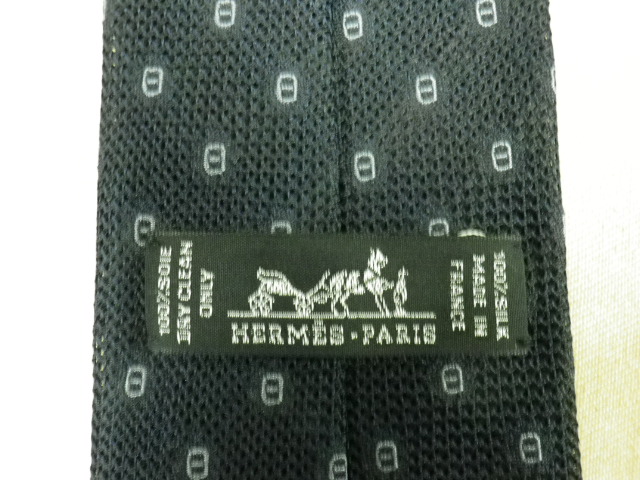 100% SOIE
DRY CLEAN
ONLY
HERMÈS-PARIS
100% SILK
MADE IN
FRANCE